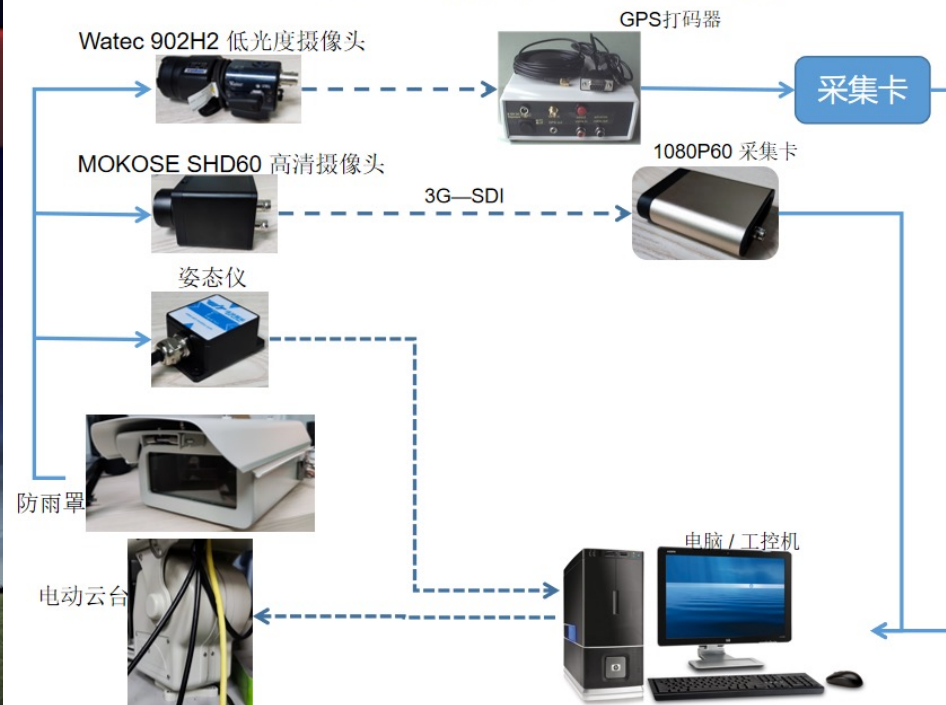 GPS打码器
Watec 902H2 低光度摄像头
采集卡
MOKOSE SHD60 高清摄像头
1080P60 采集卡
3G—SDI
姿态仪
防雨罩
电动云台
电脑 / 工控机